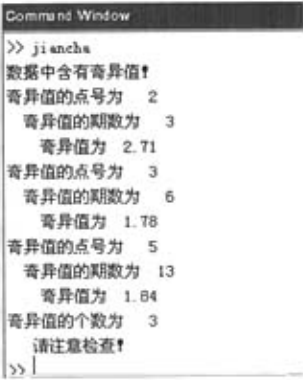 Command Window
>> jiancha
数据中含有奇异值!
奇异值的点号为 2
奇异值的期数为 3
奇异值为 2.71
奇异值的点号为 3
奇异值的期数为 6
奇异值为 1.78
奇异值的点号为 5
奇异值的期数为 13
奇异值为 1.84
奇异值的个数为 3
请注意检查!
>>